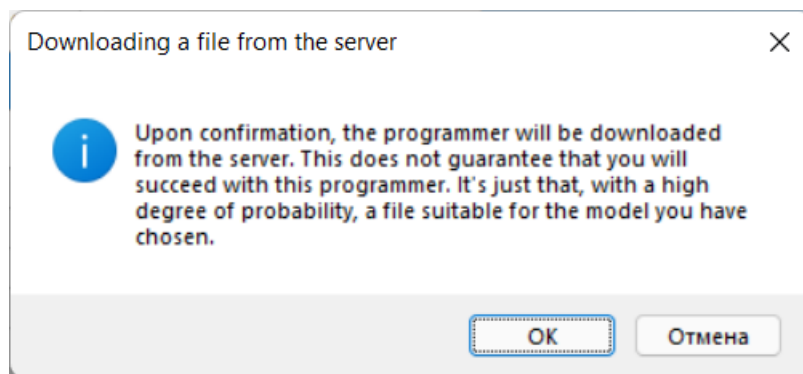 Downloading a file from the server
Upon confirmation, the programmer will be downloaded
from the server. This does not guarantee that you will
succeed with this programmer. It's just that, with a high
degree of probability, a file suitable for the model you have
chosen.
OK
Отмена